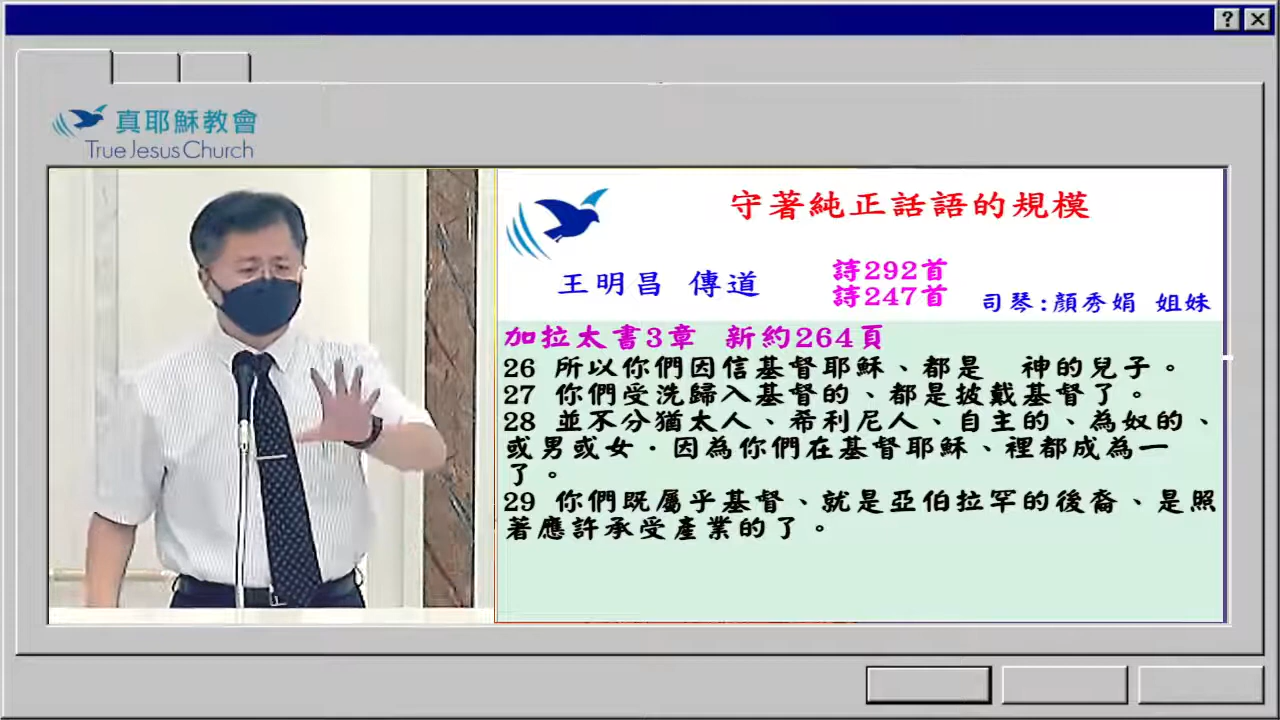 真耶穌教會
True Jesus Church
守著純正話語的規模
王明昌 傳道
詩292首
詩247首
司琴:顏秀娟 姐妹
加拉太書3章 新約264頁
26 所以你們因信基督耶穌、都是 神的兒子。
27 你們受洗歸入基督的、都是披戴基督了。
28 並不分猶太人、希利尼人、自主的、為奴的、
或男或女．因為你們在基督耶穌、裡都成為一
了。
29 你們既屬乎基督、就是亞伯拉罕的後裔、是照
著應許承受產業的了。